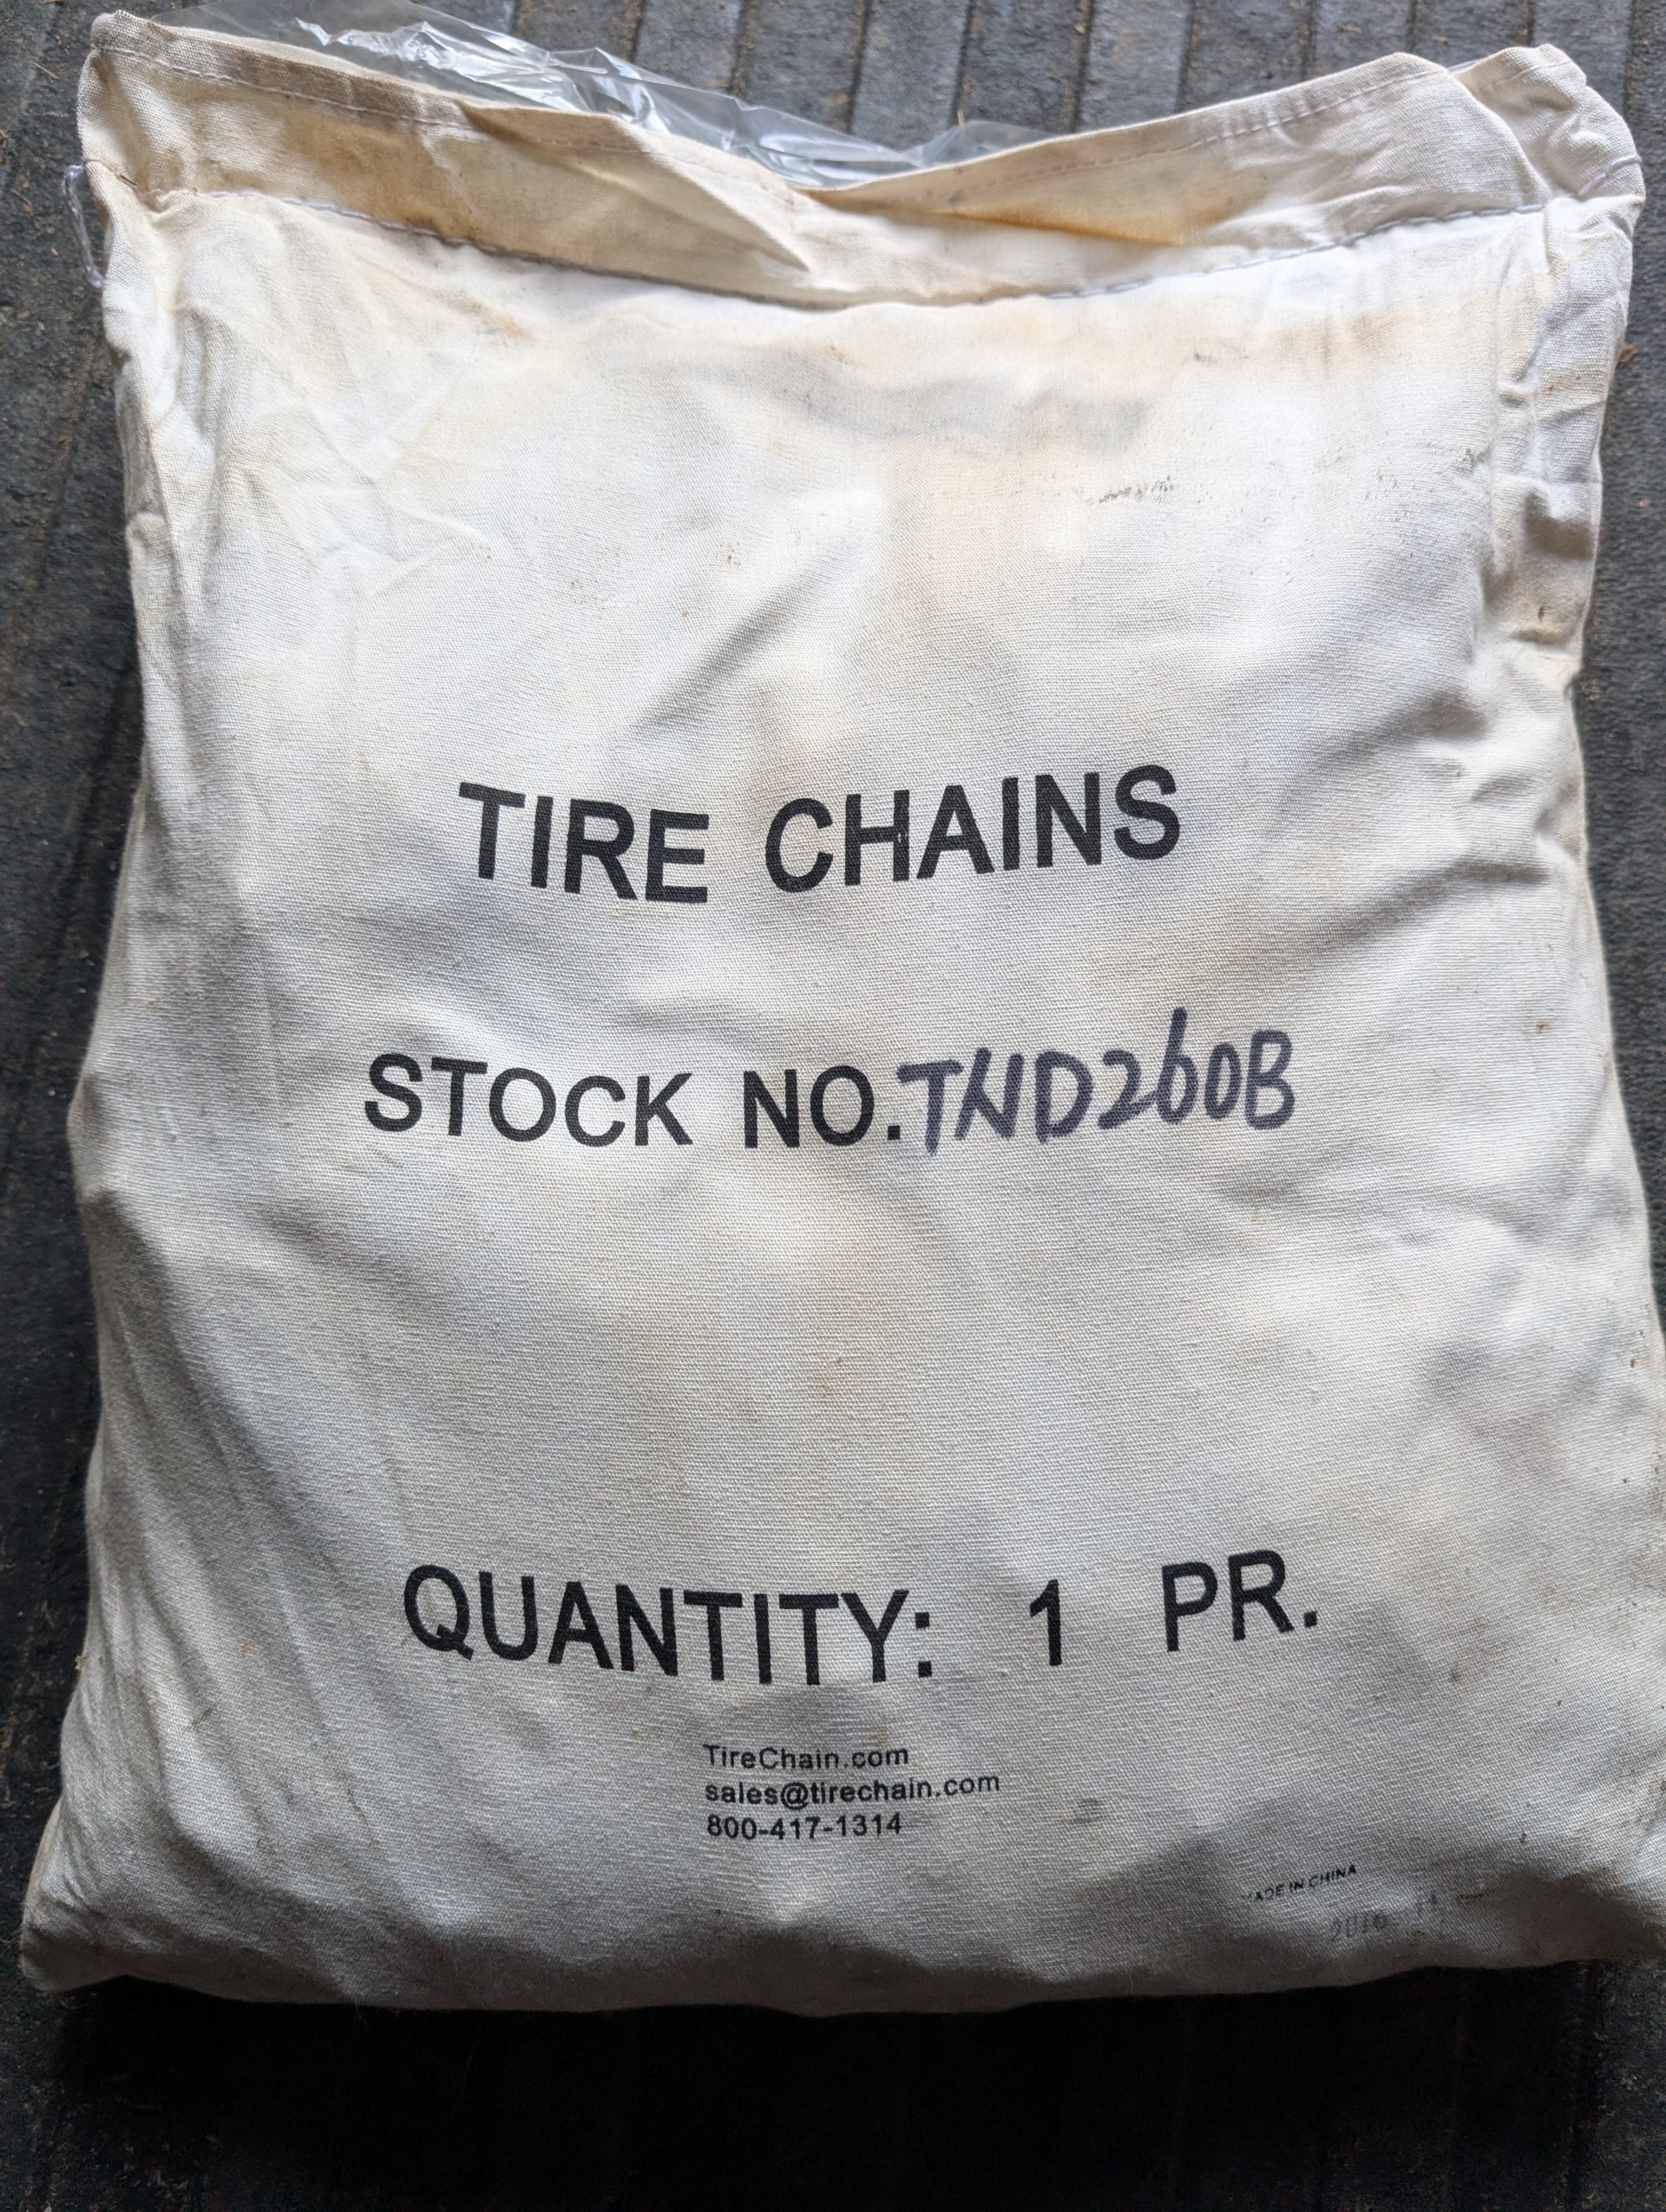 TIRE CHAINS
STOCK NO.TND260B
QUANTITY: 1 PR.
TireChain.com
sales@tirechain.com
800-417-1314
MADE IN CHINA